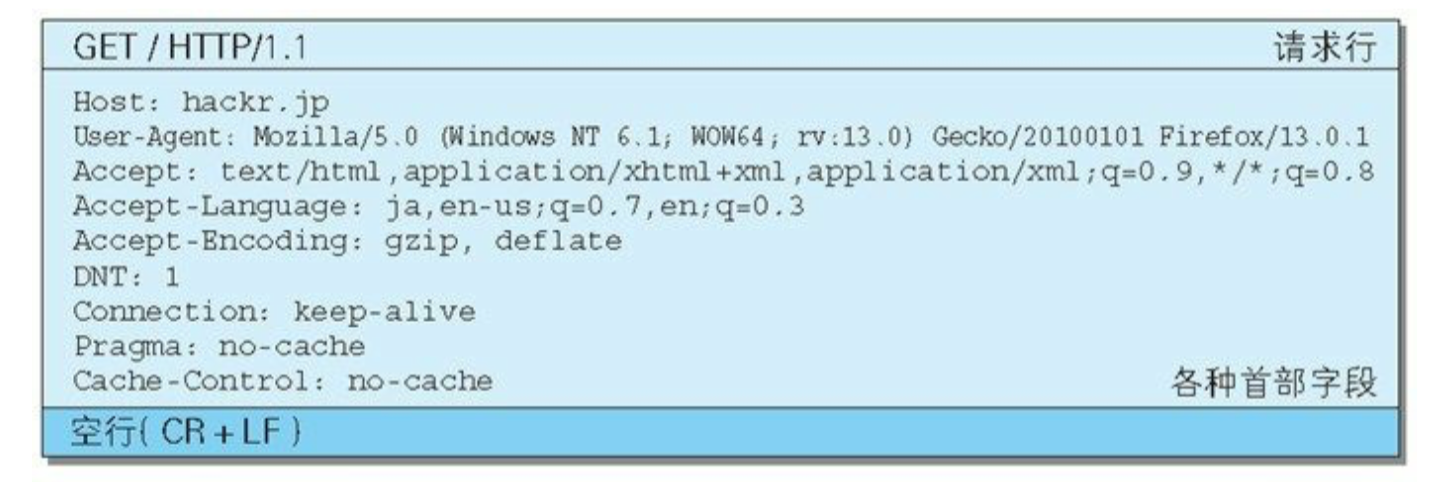 GET / HTTP/1.1 请求行
Host: hackr.jp
User-Agent: Mozilla/5.0 (Windows NT 6.1; WOW64; rv:13.0) Gecko/20100101 Firefox/13.0.1
Accept: text/html,application/xhtml+xml,application/xml;q=0.9,*/*;q=0.8
Accept-Language: ja,en-us;q=0.7,en;q=0.3
Accept-Encoding: gzip, deflate
DNT: 1
Connection: keep-alive
Pragma: no-cache
Cache-Control: no-cache 各种首部字段
空行( CR + LF )